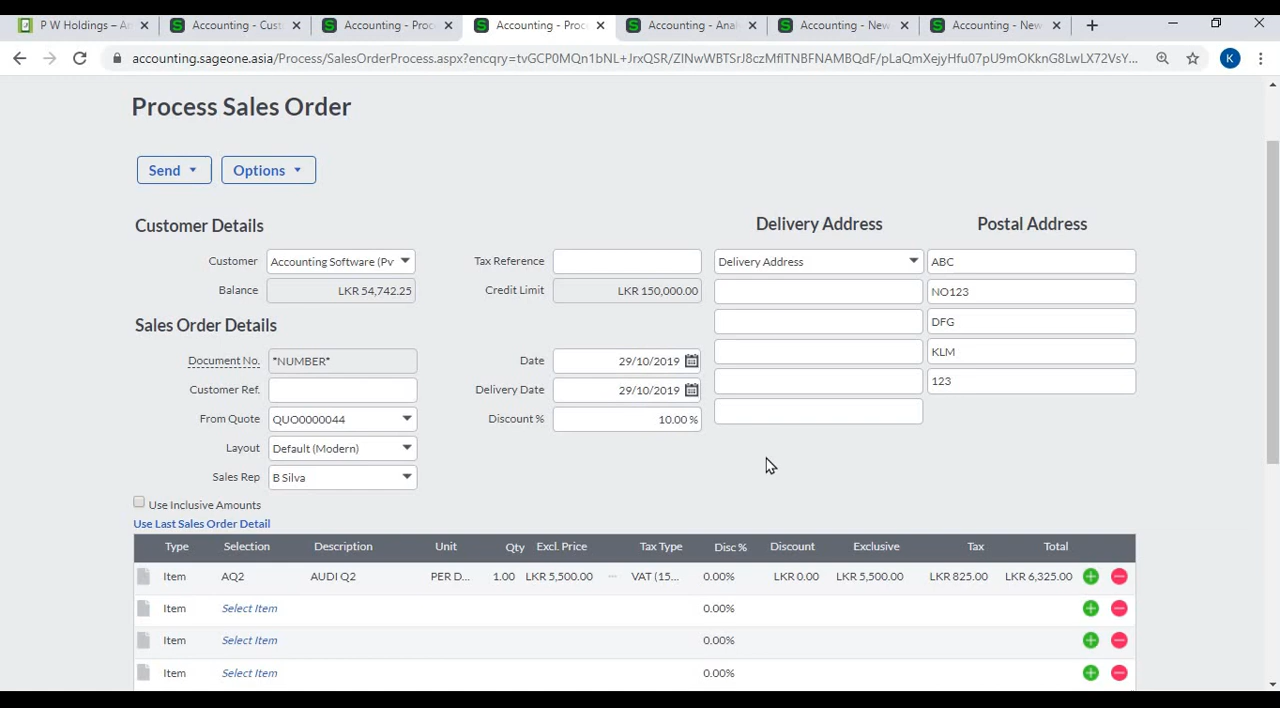 P W Holdings – A
Accounting - Cust
Accounting - Proc
Accounting - Proc
Accounting - Anal
Accounting - New
Accounting - New
accounting.sageone.asia/Process/SalesOrderProcess.aspx?encqry=tvGCP0MQn1bNL+JrxQSR/ZlNwWBTSrJ8czMflTNBFNAMBQdF/pLaQmXejyHfu07pU9mOKknG8LwLX72VsY...
K
Process Sales Order
Send
Options
Customer Details
Delivery Address
Postal Address
Customer
Accounting Software (Pv
Tax Reference
Delivery Address
ABC
Balance
LKR 54,742.25
Credit Limit
LKR 150,000.00
NO123
Sales Order Details
DFG
Document No.
*NUMBER*
Date
29/10/2019
KLM
Customer Ref.
Delivery Date
29/10/2019
123
From Quote
QUO0000044
Discount %
10.00 %
Layout
Default (Modern)
Sales Rep
B Silva
Use Inclusive Amounts
Use Last Sales Order Detail
Type Selection Description Unit Qty Excl. Price Tax Type Disc % Discount Exclusive Tax Total
Item AQ2 AUDI Q2 PER D... 1.00 LKR 5,500.00 ... VAT (15... 0.00% LKR 0.00 LKR 5,500.00 LKR 825.00 LKR 6,325.00
Item Select Item 0.00%
Item Select Item 0.00%
Item Select Item 0.00%